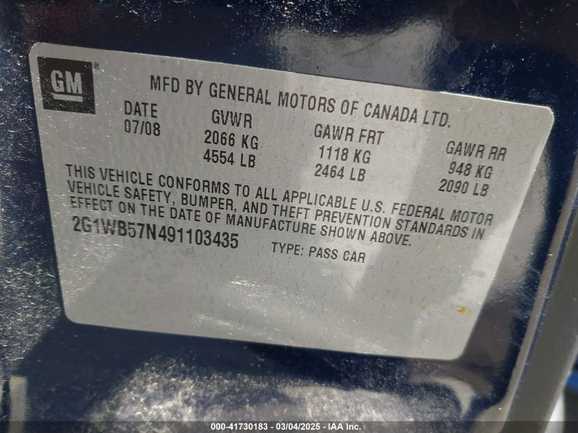 GM
MFD BY GENERAL MOTORS OF CANADA LTD.
DATE GVWR GAWR FRT GAWR RR
07/08 2066 KG 1118 KG 948 KG
4554 LB 2464 LB 2090 LB
THIS VEHICLE CONFORMS TO ALL APPLICABLE U.S. FEDERAL MOTOR
VEHICLE SAFETY, BUMPER, AND THEFT PREVENTION STANDARDS IN
EFFECT ON THE DATE OF MANUFACTURE SHOWN ABOVE.
2G1WB57N491103435 TYPE: PASS CAR
© - 41730183 - 03/04/2025 - IAA Inc.